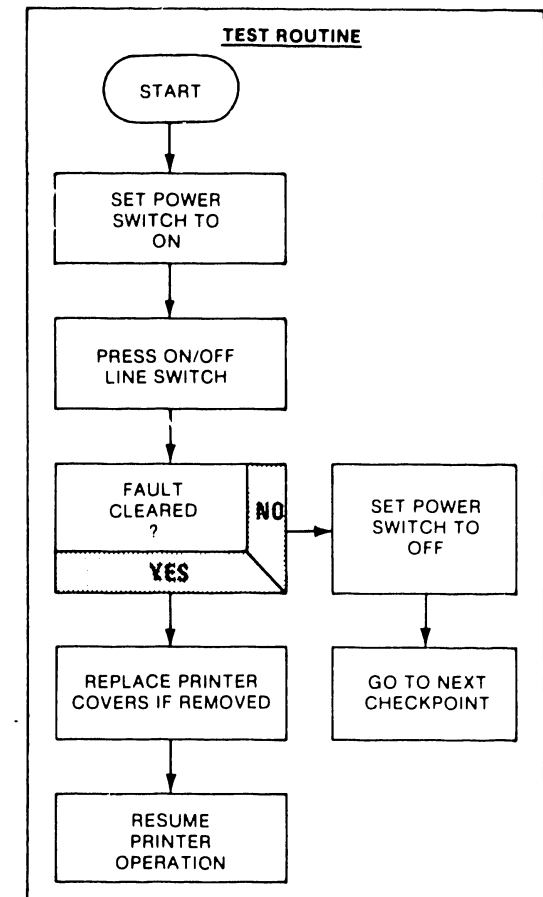 TEST ROUTINE
START
SET POWER
SWITCH TO
ON
PRESS ON/OFF
LINE SWITCH
FAULT
CLEARED
?
NO
YES
SET POWER
SWITCH TO
OFF
REPLACE PRINTER
COVERS IF REMOVED
GO TO NEXT
CHECKPOINT
RESUME
PRINTER
OPERATION